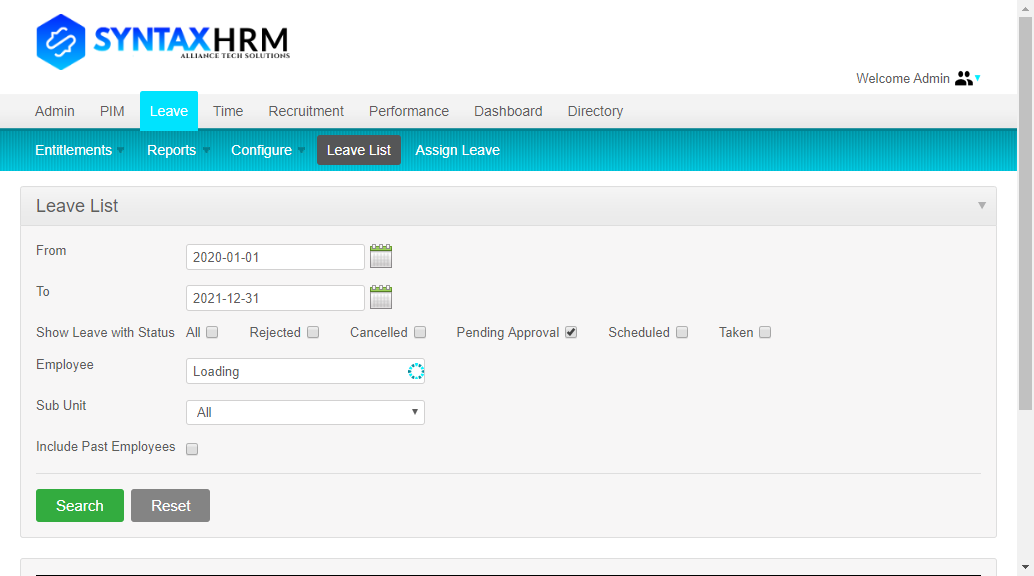 SYNTAXHRM
ALLIANCE TECH SOLUTIONS
Welcome Admin
Admin PIM Leave Time Recruitment Performance Dashboard Directory
Entitlements Reports Configure Leave List Assign Leave
Leave List
From 2020-01-01
To 2021-12-31
Show Leave with Status All Rejected Cancelled Pending Approval Scheduled Taken
Employee Loading
Sub Unit All
Include Past Employees
Search Reset